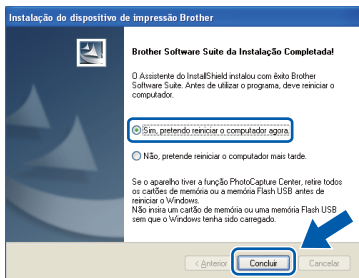 Instalação do dispositivo de impressão Brother
Brother Software Suite da Instalação Completada!
O Assistente do InstallShield instalou com êxito Brother
Software Suite. Antes de utilizar o programa, deve reiniciar o
computador.
Sim, pretendo reiniciar o computador agora.
Não, pretende reiniciar o computador mais tarde.
Se o aparelho tiver a função PhotoCapture Center, retire todos
os cartões de memória ou a memória Flash USB antes de
reiniciar o Windows.
Não insira um cartão de memória ou uma memória Flash USB
sem que o Windows tenha sido carregado.
< Anterior Concluir Cancelar